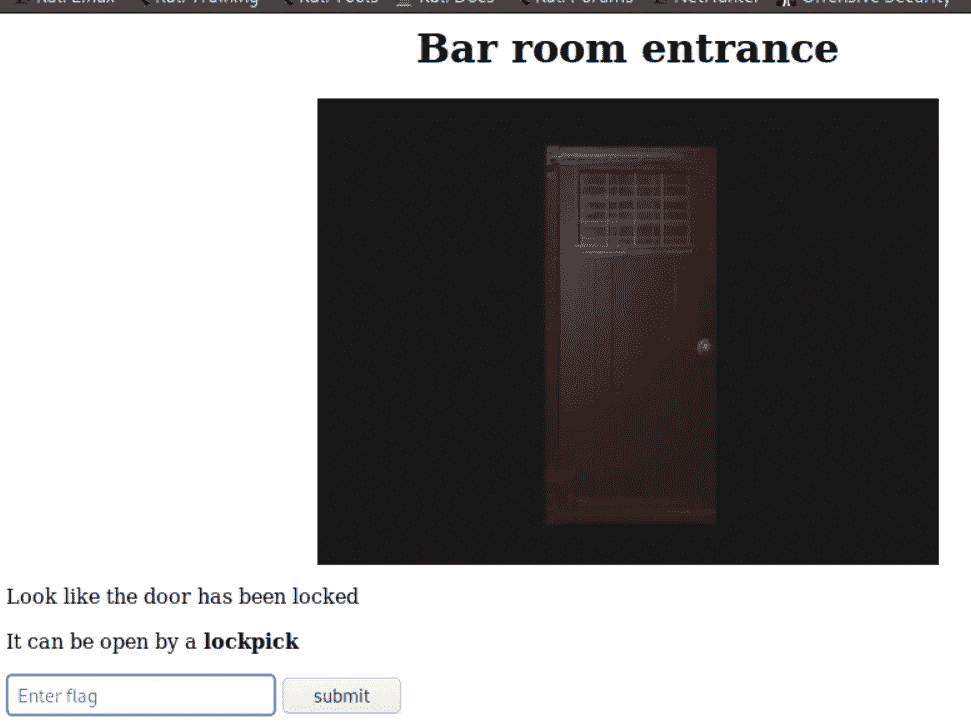 Kali Linux Kali Training Kali Tools Kali Docs Kali Forums NetHunter Offensive Security
Bar room entrance
Look like the door has been locked
It can be open by a lockpick
Enter flag submit